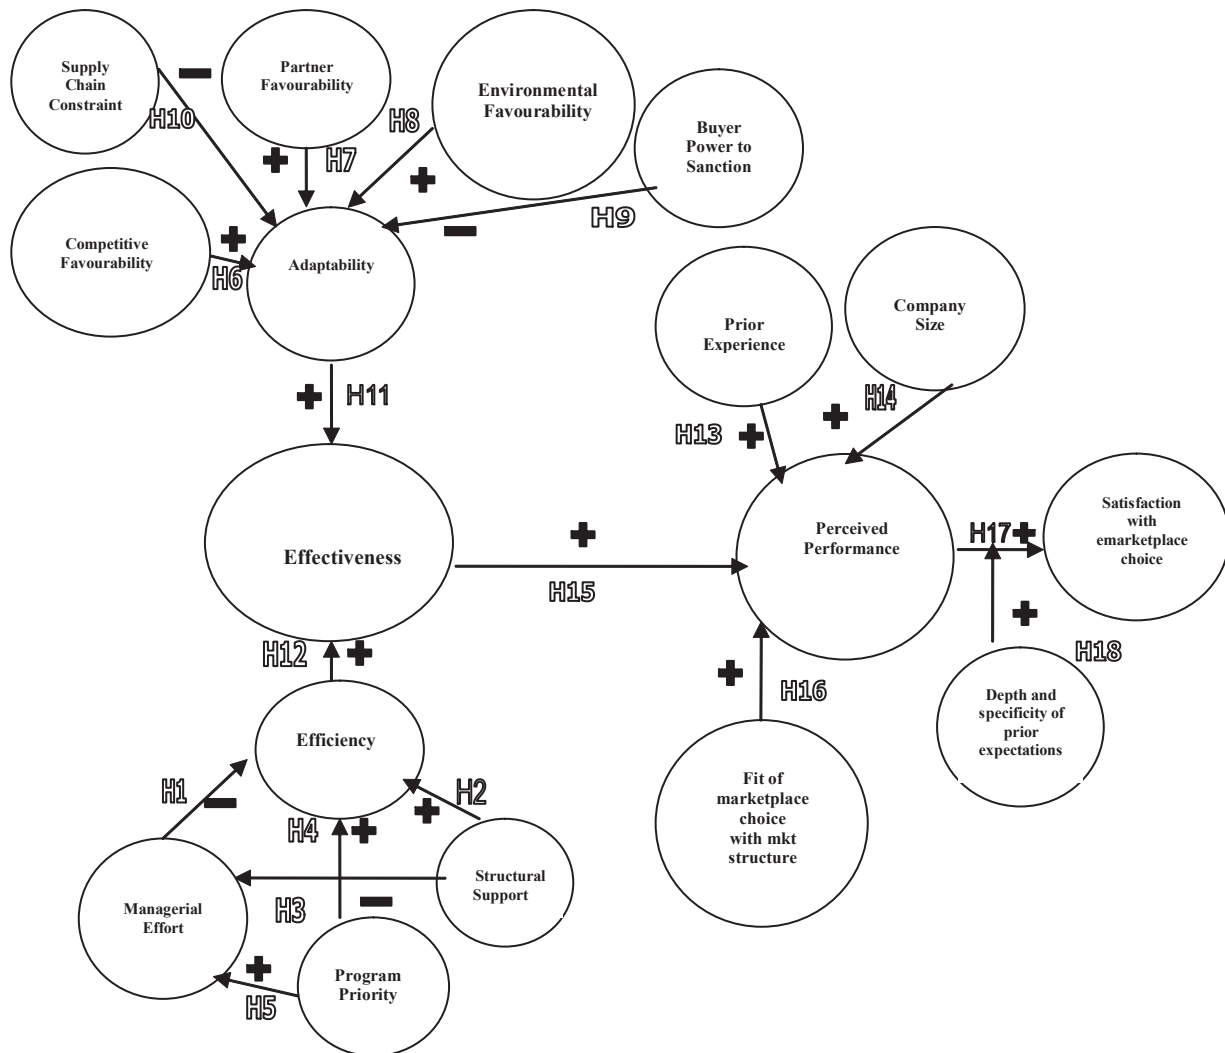 Supply
Chain
Constraint
Partner
Favourability
Environmental
Favourability
Buyer
Power to
Sanction
H10
H7
H8
H9
Competitive
Favourability
H6
Adaptability
H11
Prior
Experience
Company
Size
H13
H14
Effectiveness
H15
Perceived
Performance
H17
Satisfaction
with
emarketplace
choice
H12
H16
H18
Efficiency
Depth and
specificity of
prior
expectations
H1
H2
H4
Fit of
marketplace
choice
with mkt
structure
Managerial
Effort
H3
Structural
Support
H5
Program
Priority